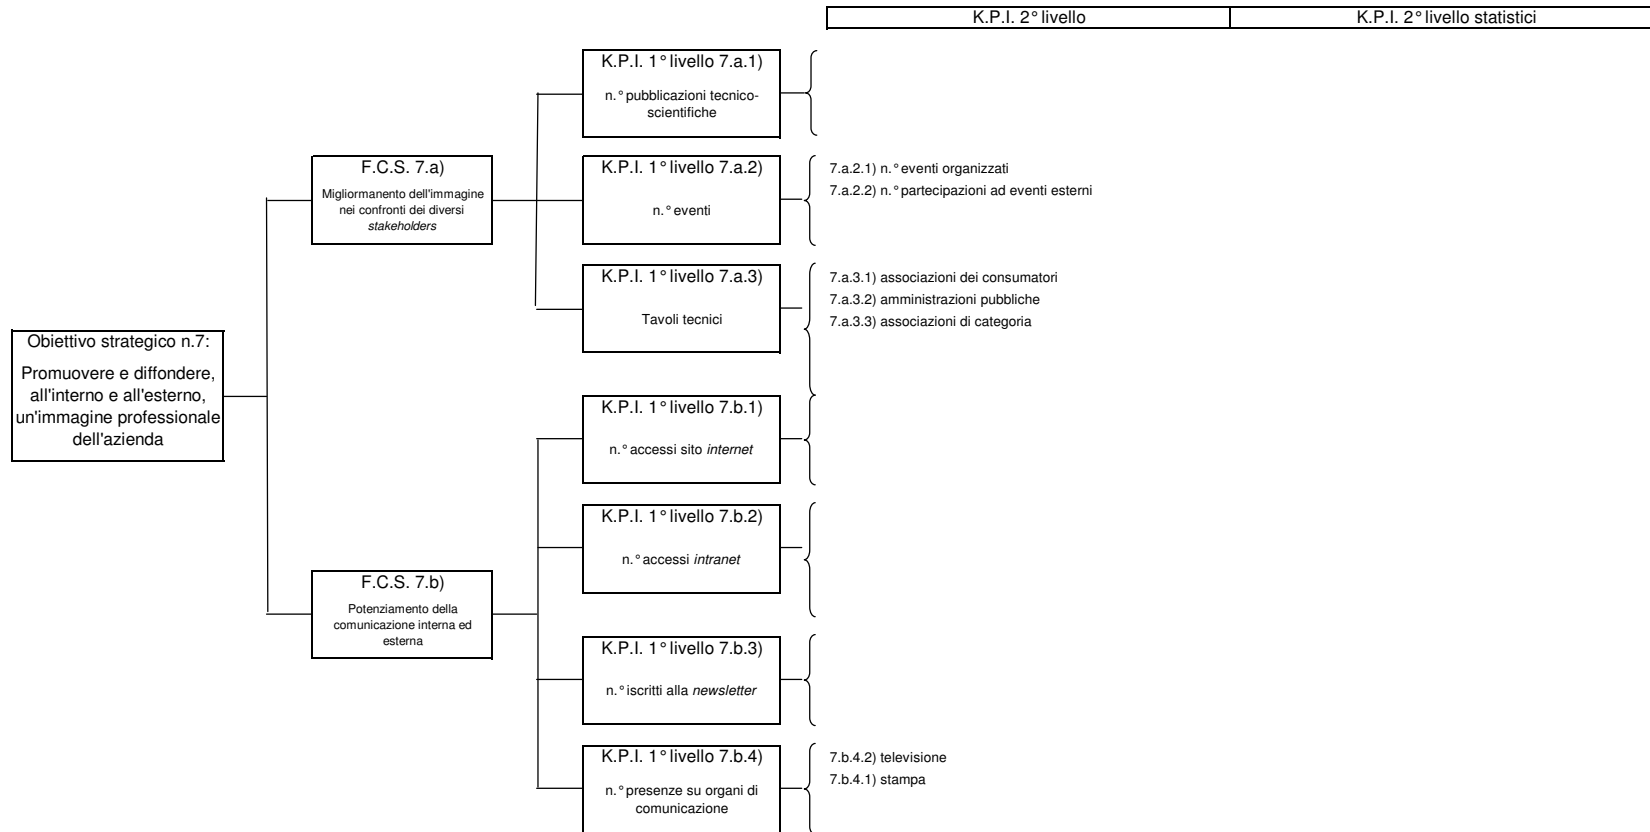 K.P.I. 2° livello
K.P.I. 2° livello statistici
K.P.I. 1° livello 7.a.1)
n.° pubblicazioni tecnico-
scientifiche
F.C.S. 7.a)
Migliormanento dell'immagine
nei confronti dei diversi
stakeholders
K.P.I. 1° livello 7.a.2)
n.° eventi
7.a.2.1) n.° eventi organizzati
7.a.2.2) n.° partecipazioni ad eventi esterni
K.P.I. 1° livello 7.a.3)
Tavoli tecnici
7.a.3.1) associazioni dei consumatori
7.a.3.2) amministrazioni pubbliche
7.a.3.3) associazioni di categoria
Obiettivo strategico n.7:
Promuovere e diffondere,
all'interno e all'esterno,
un'immagine professionale
dell'azienda
K.P.I. 1° livello 7.b.1)
n.° accessi sito internet
K.P.I. 1° livello 7.b.2)
n.° accessi intranet
F.C.S. 7.b)
Potenziamento della
comunicazione interna ed
esterna
K.P.I. 1° livello 7.b.3)
n.° iscritti alla newsletter
K.P.I. 1° livello 7.b.4)
n.° presenze su organi di
comunicazione
7.b.4.2) televisione
7.b.4.1) stampa